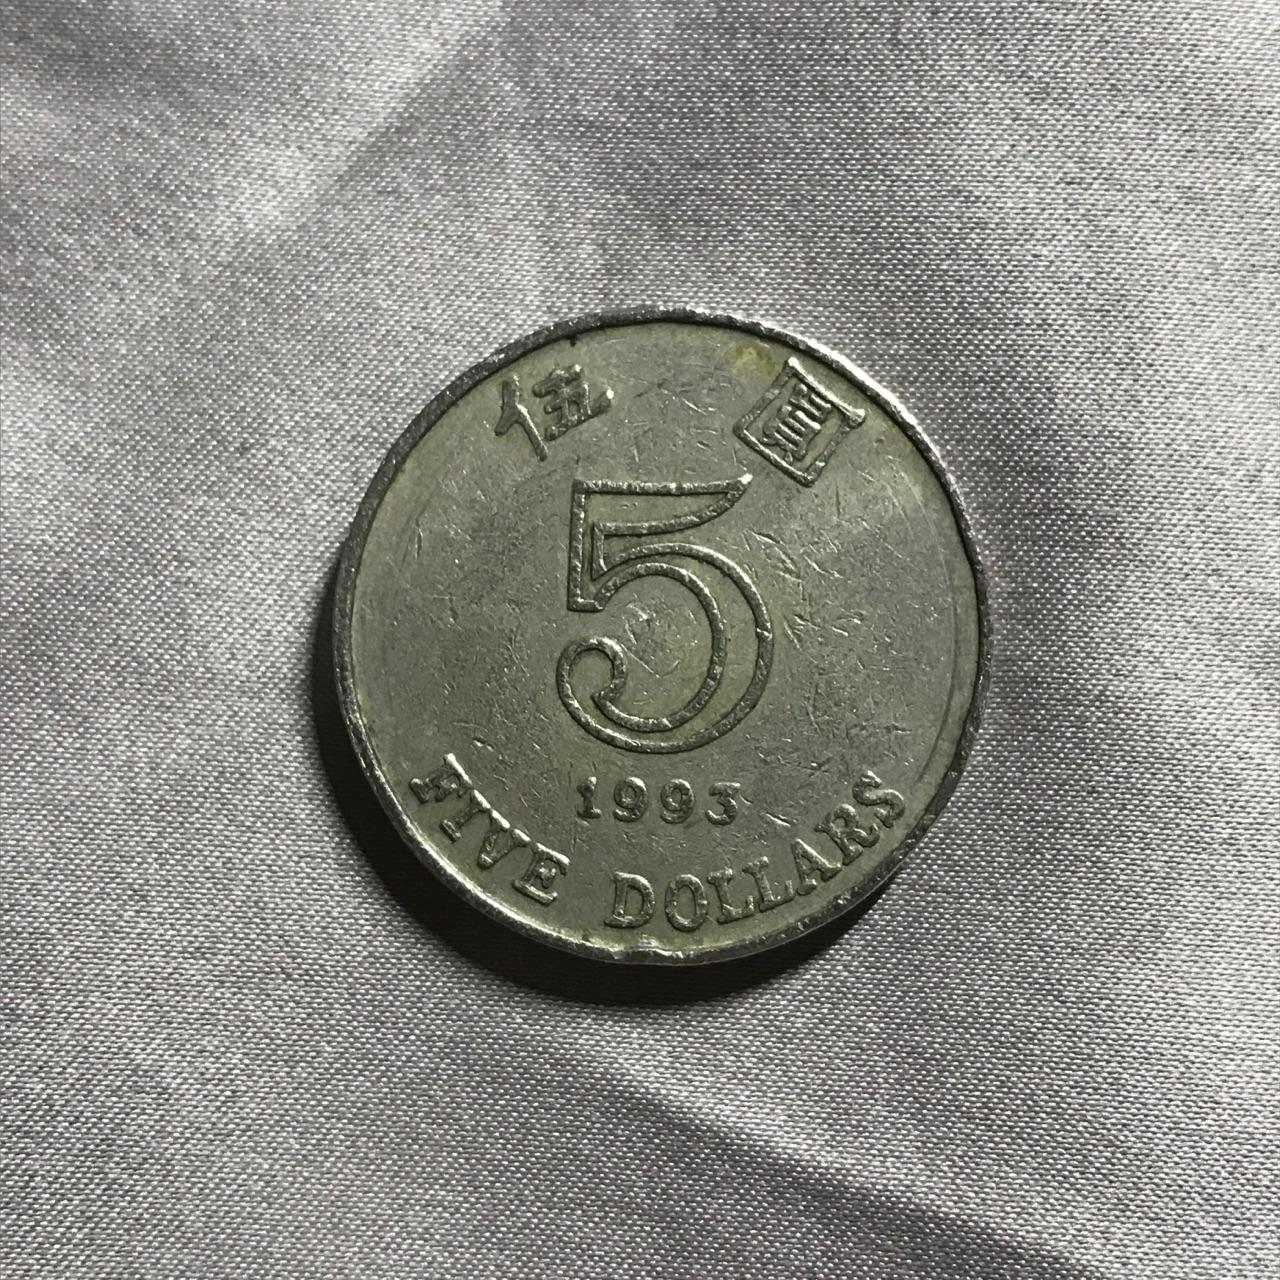 伍 圓
5
1993
FIVE DOLLARS